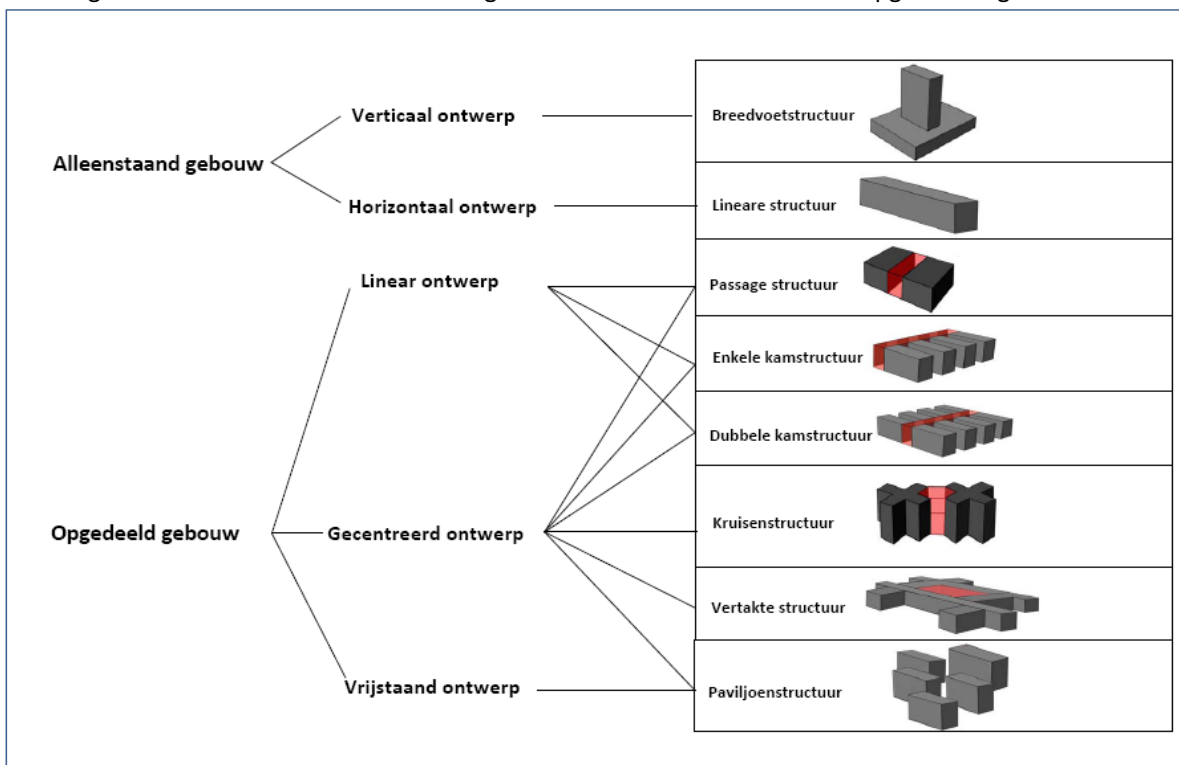 Verticaal ontwerp
Breedvoetstructuur
Alleenstaand gebouw
Horizontaal ontwerp
Lineare structuur
Linear ontwerp
Passage structuur
Enkele kamstructuur
Dubbele kamstructuur
Opgedeeld gebouw
Gecentreerd ontwerp
Kruisenstructuur
Vertakte structuur
Vrijstaand ontwerp
Paviljoenstructuur